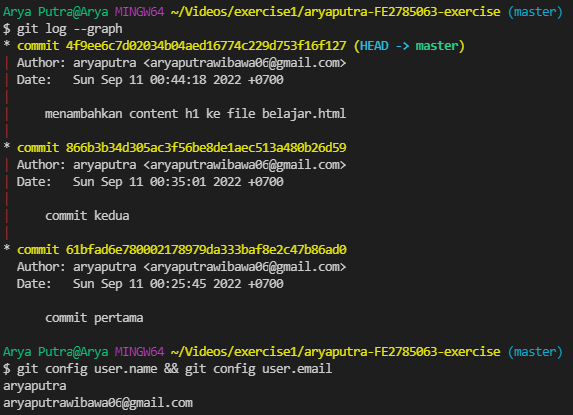 Arya Putra@Arya MINGW64 ~/Videos/exercise1/aryaputra-FE2785063-exercise (master)
$ git log --graph
* commit 4f9ee6c7d02034b04aed16774c229d753f16f127 (HEAD -> master)
| Author: aryaputra <aryaputrawibawa06@gmail.com>
| Date:   Sun Sep 11 00:44:18 2022 +0700
|
|     menambahkan content h1 ke file belajar.html
|
* commit 866b3b34d305ac3f56be8de1aec513a480b26d59
| Author: aryaputra <aryaputrawibawa06@gmail.com>
| Date:   Sun Sep 11 00:35:01 2022 +0700
|
|     commit kedua
|
* commit 61bfad6e780002178979da333baf8e2c47b86ad0
  Author: aryaputra <aryaputrawibawa06@gmail.com>
  Date:   Sun Sep 11 00:25:45 2022 +0700

      commit pertama

Arya Putra@Arya MINGW64 ~/Videos/exercise1/aryaputra-FE2785063-exercise (master)
$ git config user.name && git config user.email
aryaputra
aryaputrawibawa06@gmail.com